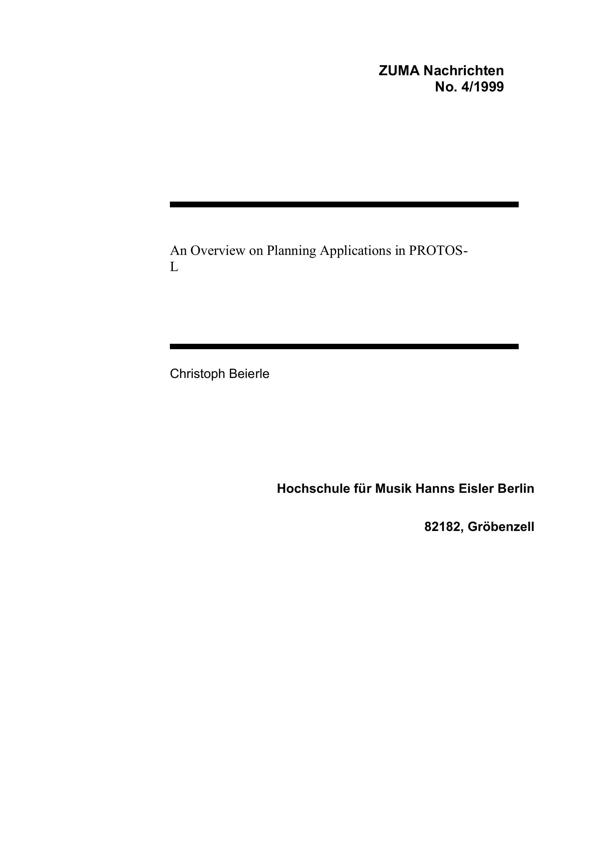 ZUMA Nachrichten
No. 4/1999
An Overview on Planning Applications in PROTOS-
L
Christoph Beierle
Hochschule für Musik Hanns Eisler Berlin
82182, Gröbenzell